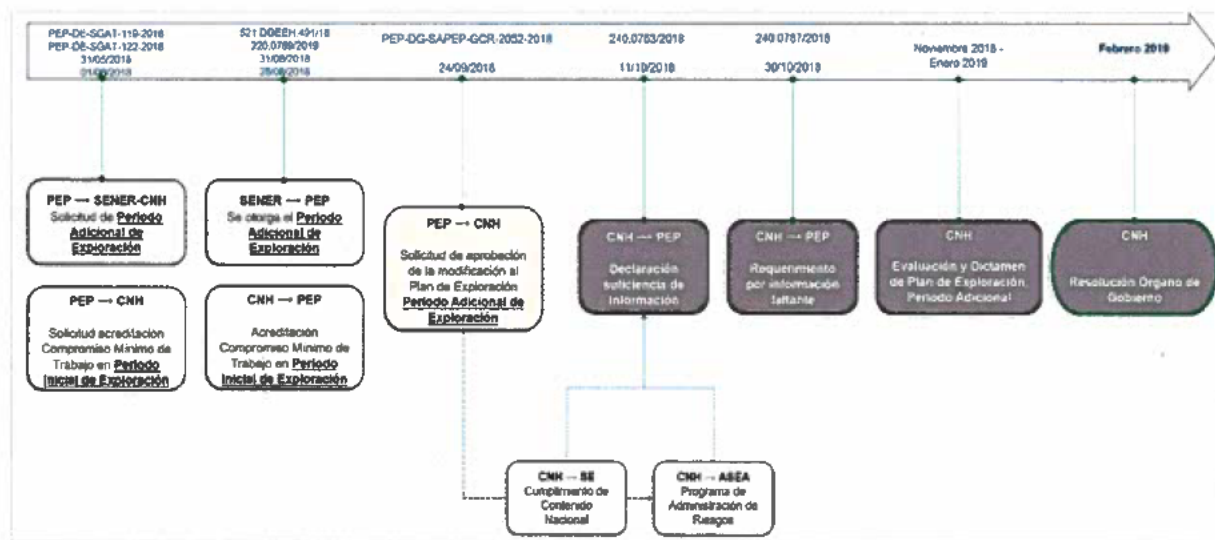 PEP-DE-SGAT-119-2018
PEP-DE-SGAT-122-2018
31/05/2018
01/06/2018
521.DGEEH.491/18
220.0789/2019
31/08/2018
28/08/2018
PEP-DG-SAPEP-GCR-2052-2018
24/09/2018
240.0763/2018
11/10/2018
240.0787/2018
30/10/2018
Noviembre 2018 -
Enero 2019
Febrero 2019
PEP → SENER-CNH
Solicitud de Periodo
Adicional de
Exploración
SENER → PEP
Se otorga el Periodo
Adicional de
Exploración
PEP → CNH
Solicitud de aprobación
de la modificación al
Plan de Exploración
Periodo Adicional de
Exploración
CNH → PEP
Declaración
suficiencia de
Información
CNH → PEP
Requerimiento
por información
faltante
CNH
Evaluación y Dictamen
de Plan de Exploración,
Periodo Adicional
CNH
Resolución Órgano de
Gobierno
PEP → CNH
Solicitud acreditación
Compromiso Mínimo de
Trabajo en Periodo
Inicial de Exploración
CNH → PEP
Acreditación
Compromiso Mínimo de
Trabajo en Periodo
Inicial de Exploración
CNH → SE
Cumplimiento de
Contenido
Nacional
CNH → ASEA
Programa de
Administración de
Riesgos